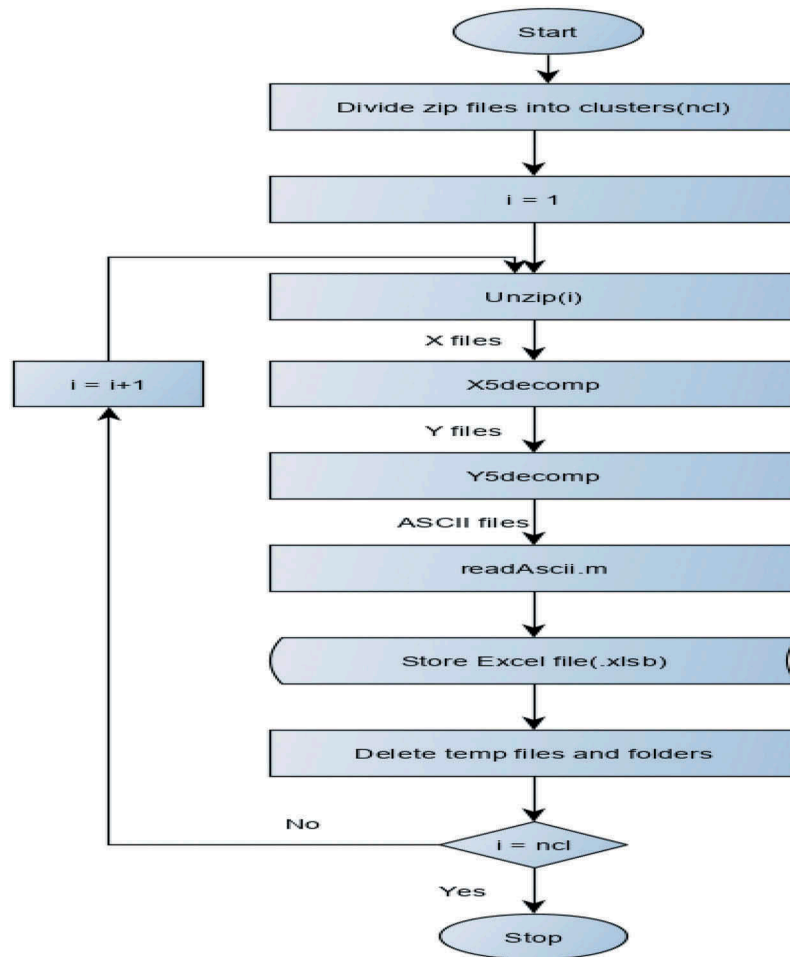 Start
Divide zip files into clusters(ncl)
i = 1
Unzip(i)
X files
i = i+1
X5decomp
Y files
Y5decomp
ASCII files
readAscii.m
Store Excel file(.xlsb)
Delete temp files and folders
No
i = ncl
Yes
Stop